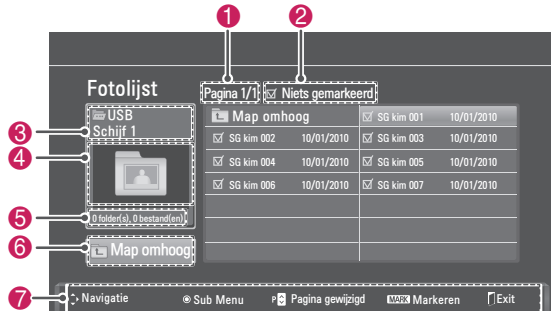 1 2
Fotolijst
Pagina 1/1 ☑ Niets gemarkeerd
3 USB
Schijf 1
Map omhoog ☑ SG kim 001 10/01/2010
☑ SG kim 002 10/01/2010 ☑ SG kim 003 10/01/2010
4
☑ SG kim 004 10/01/2010 ☑ SG kim 005 10/01/2010
☑ SG kim 006 10/01/2010 ☑ SG kim 007 10/01/2010
5 0 folder(s), 0 bestand(en)
6 Map omhoog
7 Navigatie Sub Menu P Pagina gewijzigd MARK Markeren Exit